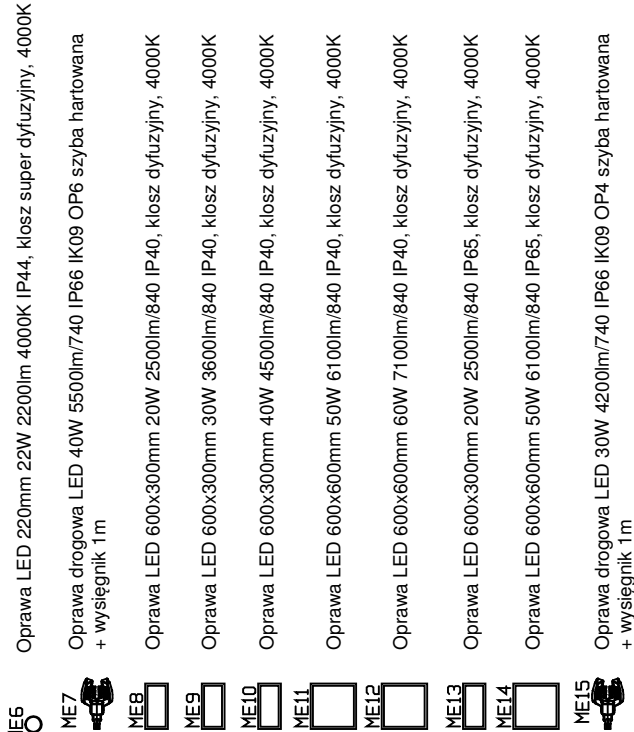 ME6 Oprawa LED 220mm 22W 2200lm 4000K IP44, klosz super dyfuzyjny, 4000K
ME7 Oprawa drogowa LED 40W 5500lm/740 IP66 IK09 OP6 szyba hartowana
+ wysięgnik 1m
ME8 Oprawa LED 600x300mm 20W 2500lm/840 IP40, klosz dyfuzyjny, 4000K
ME9 Oprawa LED 600x300mm 30W 3600lm/840 IP40, klosz dyfuzyjny, 4000K
ME10 Oprawa LED 600x300mm 40W 4500lm/840 IP40, klosz dyfuzyjny, 4000K
ME11 Oprawa LED 600x600mm 50W 6100lm/840 IP40, klosz dyfuzyjny, 4000K
ME12 Oprawa LED 600x600mm 60W 7100lm/840 IP40, klosz dyfuzyjny, 4000K
ME13 Oprawa LED 600x300mm 20W 2500lm/840 IP65, klosz dyfuzyjny, 4000K
ME14 Oprawa LED 600x600mm 50W 6100lm/840 IP65, klosz dyfuzyjny, 4000K
ME15 Oprawa drogowa LED 30W 4200lm/740 IP66 IK09 OP4 szyba hartowana
+ wysięgnik 1m